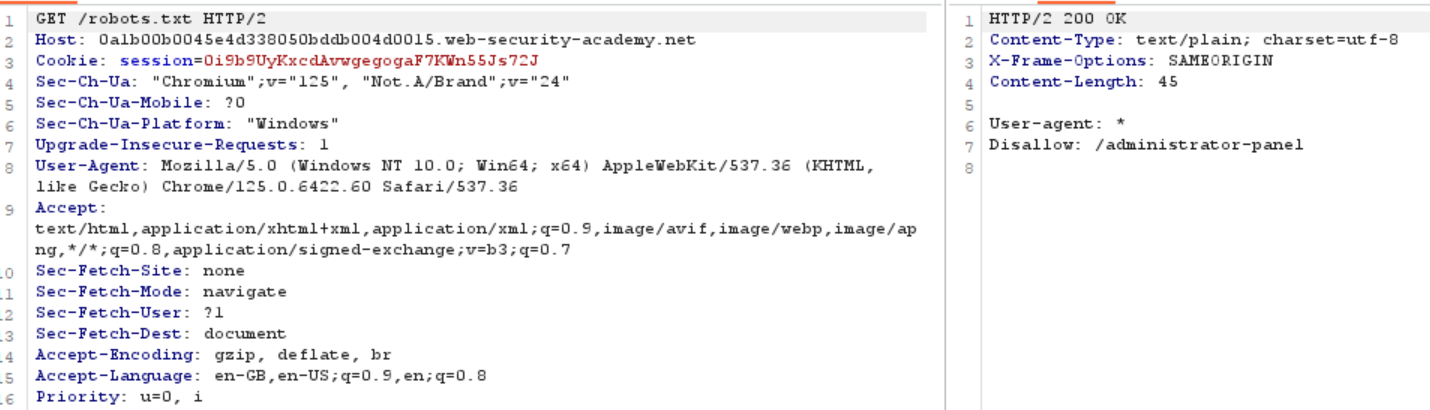 1 GET /robots.txt HTTP/2
2 Host: 0a1b00b0045e4d338050bddb004d0015.web-security-academy.net
3 Cookie: session=0i9b9UyKxcdAvwgegogaF7KWn55Js72J
4 Sec-Ch-Ua: "Chromium";v="125", "Not.A/Brand";v="24"
5 Sec-Ch-Ua-Mobile: ?0
6 Sec-Ch-Ua-Platform: "Windows"
7 Upgrade-Insecure-Requests: 1
8 User-Agent: Mozilla/5.0 (Windows NT 10.0; Win64; x64) AppleWebKit/537.36 (KHTML,
like Gecko) Chrome/125.0.6422.60 Safari/537.36
9 Accept:
text/html,application/xhtml+xml,application/xml;q=0.9,image/avif,image/webp,image/ap
ng,*/*;q=0.8,application/signed-exchange;v=b3;q=0.7
10 Sec-Fetch-Site: none
11 Sec-Fetch-Mode: navigate
12 Sec-Fetch-User: ?1
13 Sec-Fetch-Dest: document
14 Accept-Encoding: gzip, deflate, br
15 Accept-Language: en-GB,en-US;q=0.9,en;q=0.8
16 Priority: u=0, i
1 HTTP/2 200 OK
2 Content-Type: text/plain; charset=utf-8
3 X-Frame-Options: SAMEORIGIN
4 Content-Length: 45
5
6 User-agent: *
7 Disallow: /administrator-panel
8